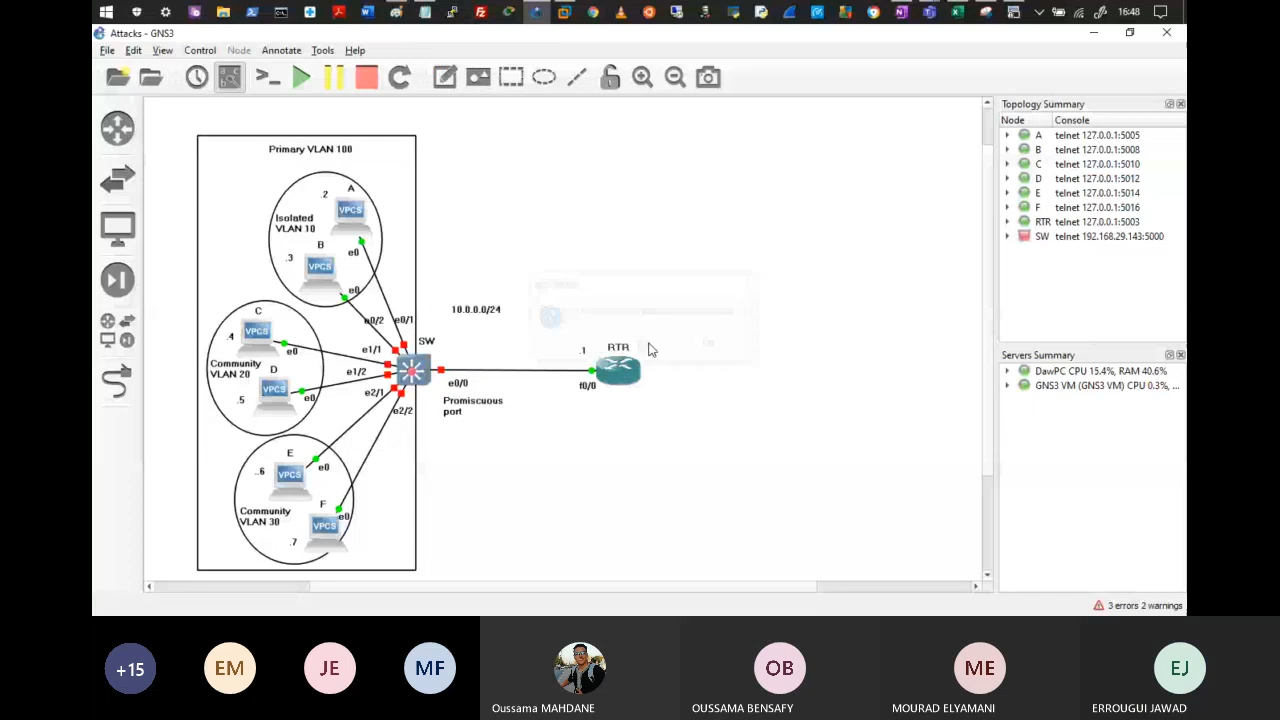 16:48
Attacks - GNS3
File Edit View Control Node Annotate Tools Help
Topology Summary
Node Console
A telnet 127.0.0.1:5005
B telnet 127.0.0.1:5008
C telnet 127.0.0.1:5010
D telnet 127.0.0.1:5012
E telnet 127.0.0.1:5014
F telnet 127.0.0.1:5016
RTR telnet 127.0.0.1:5003
SW telnet 192.168.29.143:5000
Primary VLAN 100
A
.2
VPCS
Isolated
VLAN 10
e0
B
.3
VPCS
e0
10.0.0.0/24
e0/2
e0/1
C
.4
VPCS
e0
e1/1
SW
Community
VLAN 20
D
.5
VPCS
e0
e1/2
e2/1
e2/2
e0/0
Promiscuous
port
.1
RTR
f0/0
E
..6
VPCS
e0
Community
VLAN 30
F
.7
VPCS
e0
Servers Summary
DawPC CPU 15.4%, RAM 40.6%
GNS3 VM (GNS3 VM) CPU 0.3%, ...
3 errors 2 warnings
+15
EM
JE
MF
OB
ME
EJ
Oussama MAHDANE
OUSSAMA BENSAFY
MOURAD ELYAMANI
ERROUGUI JAWAD